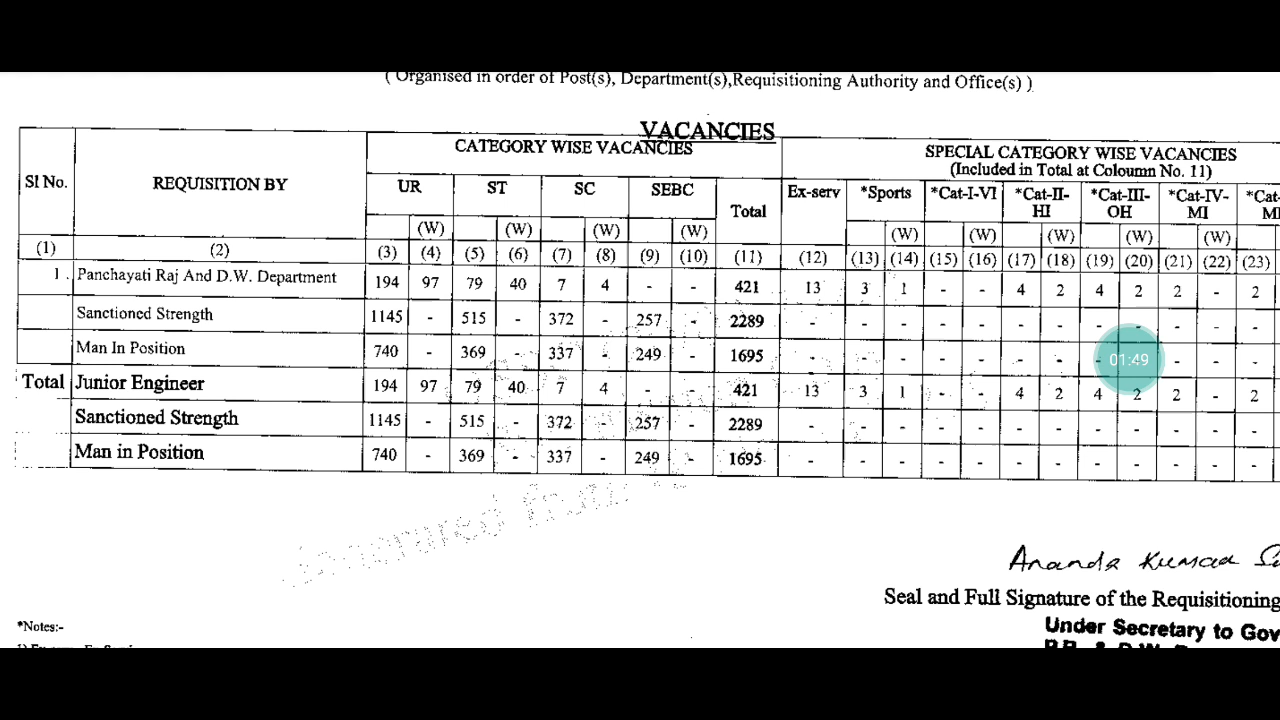 ( Organised in order of Post(s), Department(s),Requisitioning Authority and Office(s) )
VACANCIES
Sl No. REQUISITION BY CATEGORY WISE VACANCIES SPECIAL CATEGORY WISE VACANCIES
(Included in Total at Coloumn No. 11)
UR ST SC SEBC Total Ex-serv *Sports *Cat-I-VI *Cat-II-HI *Cat-III-OH *Cat-IV-MI *Cat-
(W) (W) (W) (W) (W) (W) (W) (W) (W)
(1) (2) (3) (4) (5) (6) (7) (8) (9) (10) (11) (12) (13) (14) (15) (16) (17) (18) (19) (20) (21) (22) (23)
1 . Panchayati Raj And D.W. Department 194 97 79 40 7 4 - - 421 13 3 1 - - 4 2 4 2 2 - 2
Sanctioned Strength 1145 - 515 - 372 - 257 - 2289 - - - - - - - - - - - -
Man In Position 740 - 369 - 337 - 249 - 1695 - - - - - - - - - - - -
01:49
Total Junior Engineer 194 97 79 40 7 4 - - 421 13 3 1 - - 4 2 4 2 2 - 2
Sanctioned Strength 1145 - 515 - 372 - 257 - 2289 - - - - - - - - - - - -
Man in Position 740 - 369 - 337 - 249 - 1695 - - - - - - - - - - - -
Ananda Kumar
Seal and Full Signature of the Requisitioning
Under Secretary to Gov
*Notes:-